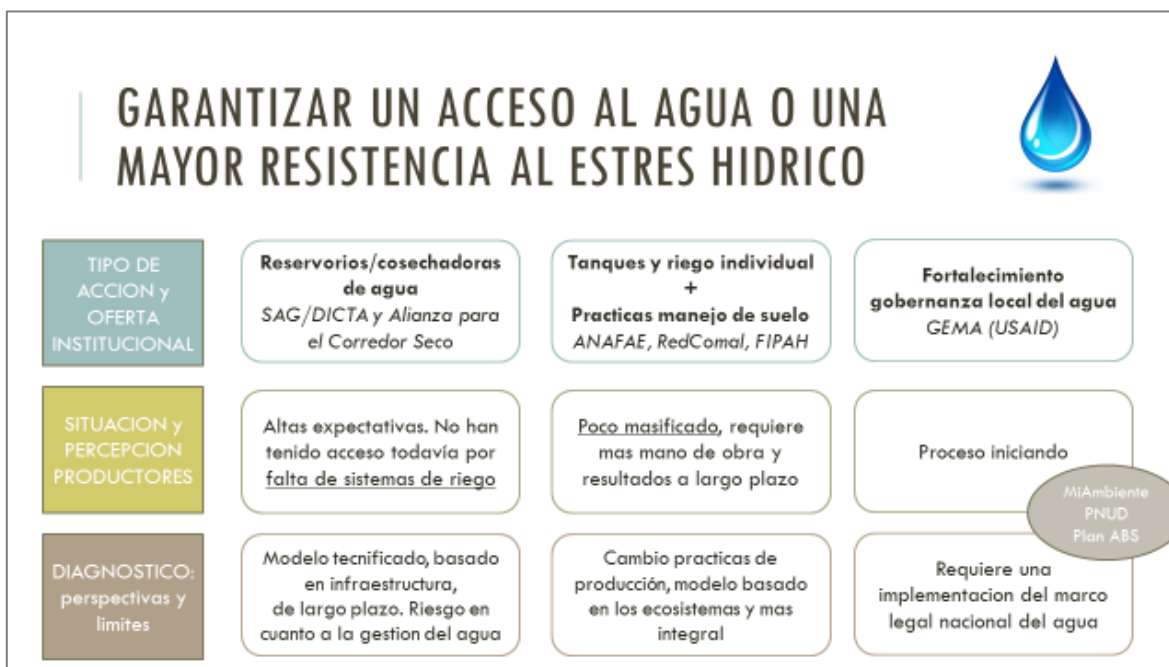 GARANTIZAR UN ACCESO AL AGUA O UNA
MAYOR RESISTENCIA AL ESTRES HIDRICO
TIPO DE
ACCION y
OFERTA
INSTITUCIONAL
Reservorios/cosechadoras
de agua
SAG/DICTA y Alianza para
el Corredor Seco
Tanques y riego individual
+
Practicas manejo de suelo
ANAFAE, RedComal, FIPAH
Fortalecimiento
gobernanza local del agua
GEMA (USAID)
SITUACION y
PERCEPCION
PRODUCTORES
Altas expectativas. No han
tenido acceso todavía por
falta de sistemas de riego
Poco masificado, requiere
mas mano de obra y
resultados a largo plazo
Proceso iniciando
MiAmbiente
PNUD
Plan ABS
DIAGNOSTICO:
perspectivas y
limites
Modelo tecnificado, basado
en infraestructura,
de largo plazo. Riesgo en
cuanto a la gestion del agua
Cambio practicas de
producción, modelo basado
en los ecosistemas y mas
integral
Requiere una
implementacion del marco
legal nacional del agua